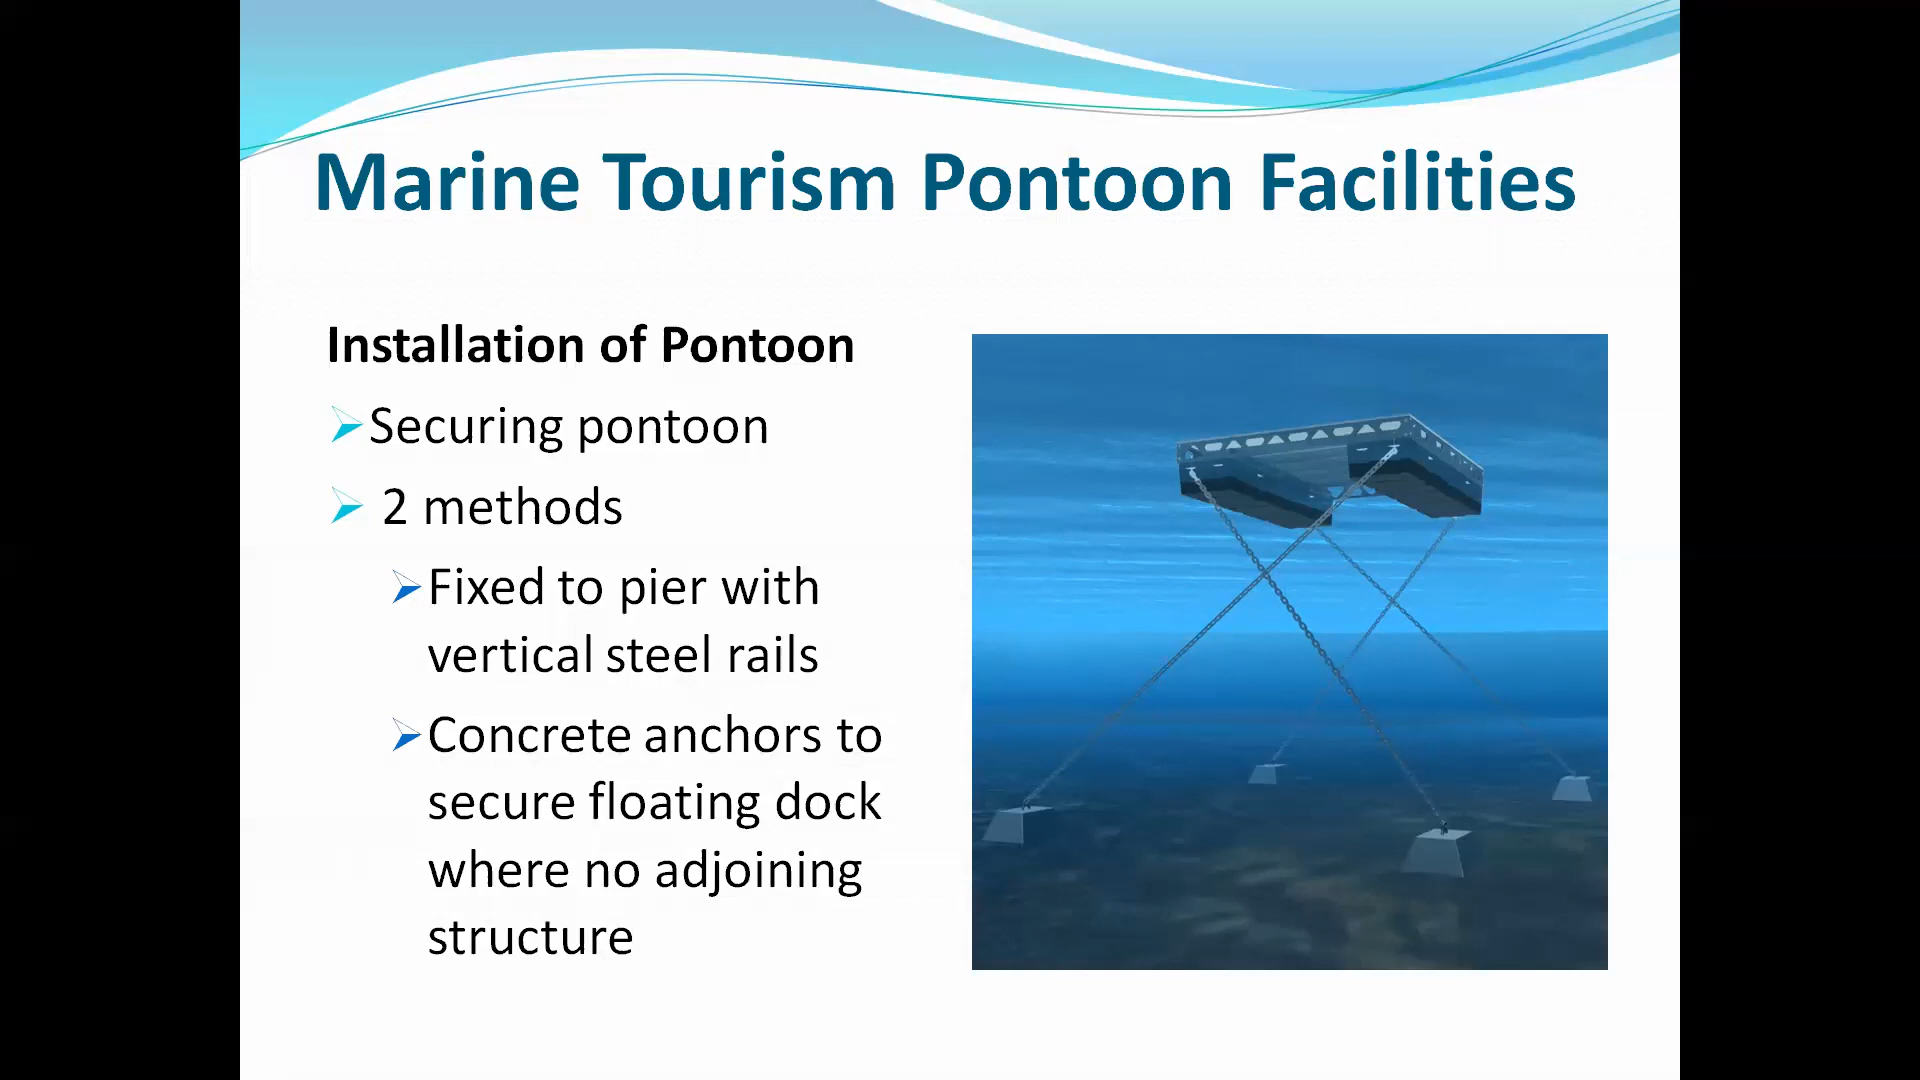 Marine Tourism Pontoon Facilities
Installation of Pontoon
Securing pontoon
2 methods
Fixed to pier with
vertical steel rails
Concrete anchors to
secure floating dock
where no adjoining
structure